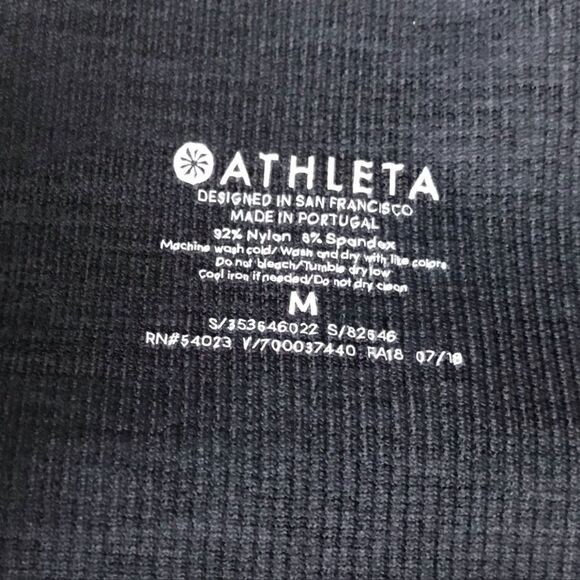 ATHLETA
DESIGNED IN SAN FRANCISCO
MADE IN PORTUGAL
92% Nylon 8% Spandex
Machine wash cold/ Wash and dry with like colors
Do not bleach/Tumble dry low
Cool iron if needed/Do not dry clean
M
S/353646022 S/82646
RN#54023 V/700037440 FA18 07/18